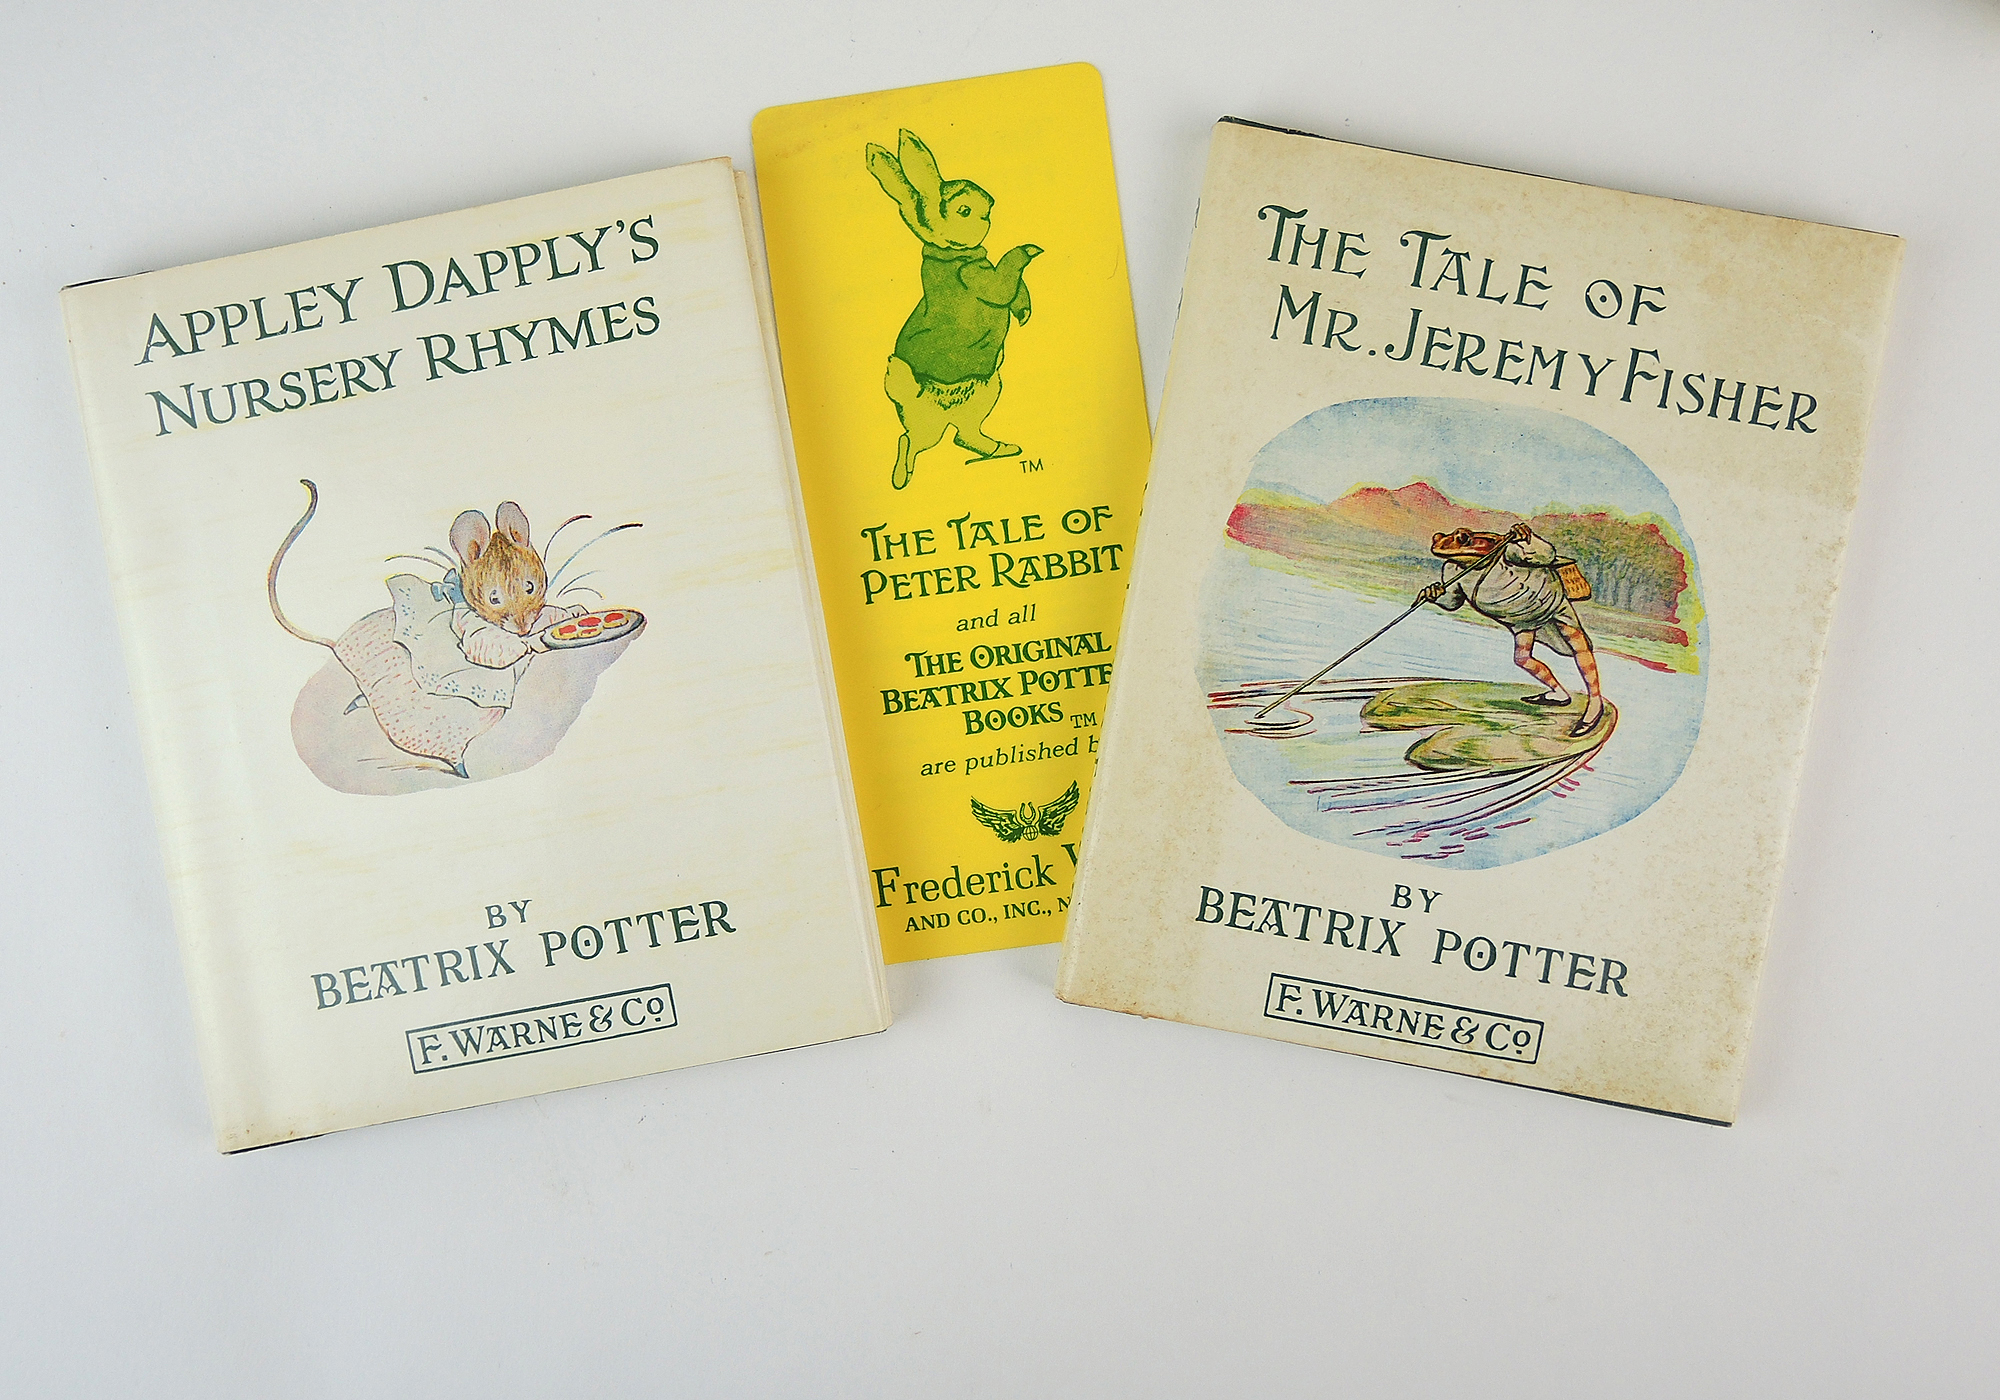 APPLEY DAPPLY'S
NURSERY RHYMES
BY
BEATRIX POTTER
F. WARNE & Co
TM
THE TALE OF
PETER RABBIT
and all
THE ORIGINAL
BEATRIX
BOOKS TM
are published
Frederick
AND CO., INC.,
THE TALE OF
MR. JEREMY FISHER
BY
BEATRIX POTTER
F. WARNE & Co